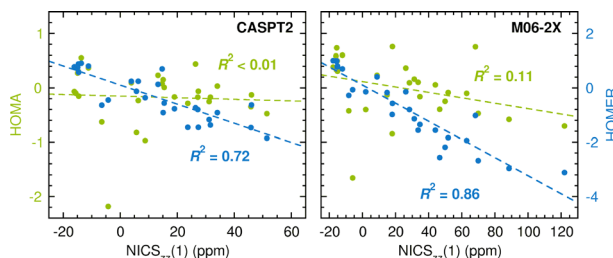 CASPT2
M06-2X
1
0
-1
-2
HOMA
R² < 0.01
R² = 0.72
-20
0
20
40
60
NICSzz(1) (ppm)
R² = 0.11
R² = 0.86
-20
0
20
40
60
80
100
120
NICSzz(1) (ppm)
2
0
-2
-4
HOMER